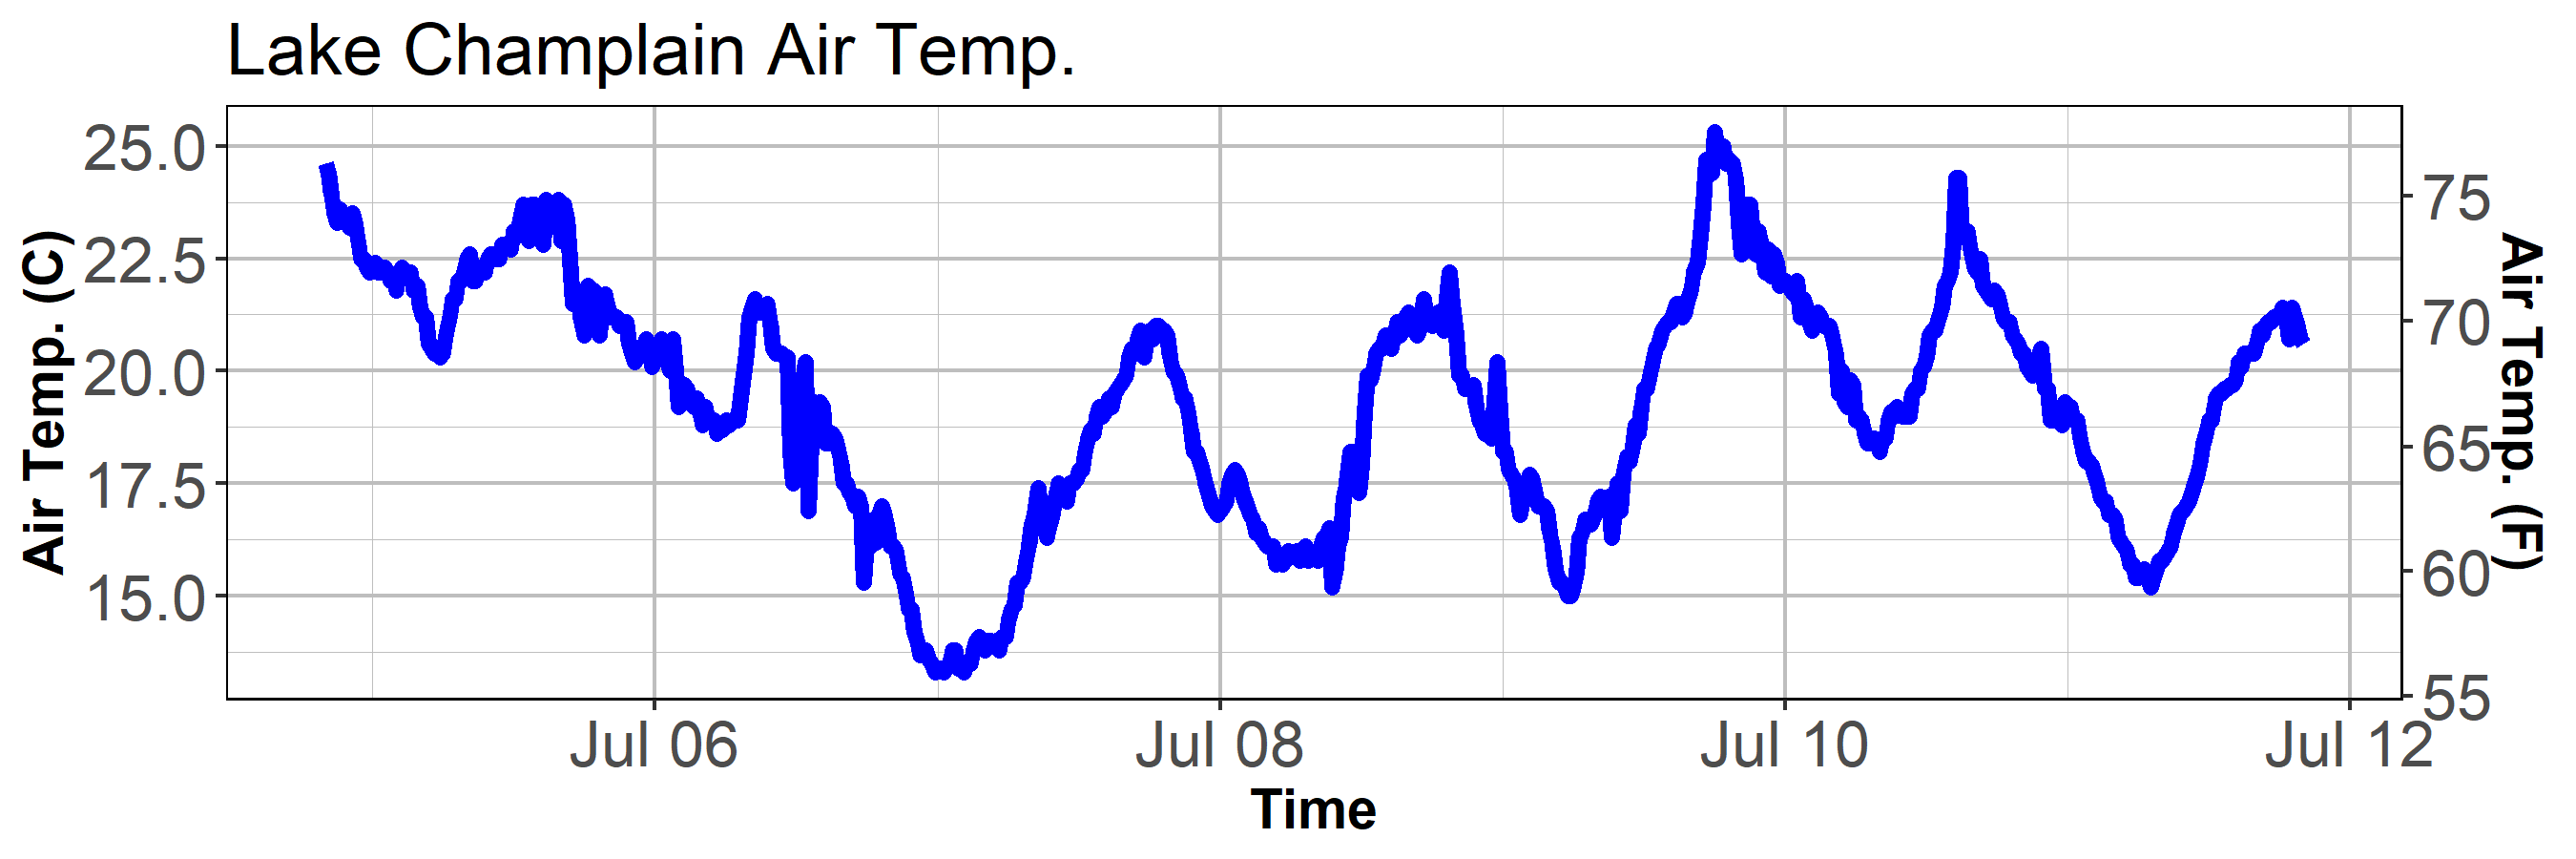 Lake Champlain Air Temp.
Air Temp. (C)
25.0
22.5
20.0
17.5
15.0
75
70
65
60
55
Air Temp. (F)
Jul 06 Jul 08 Jul 10 Jul 12
Time